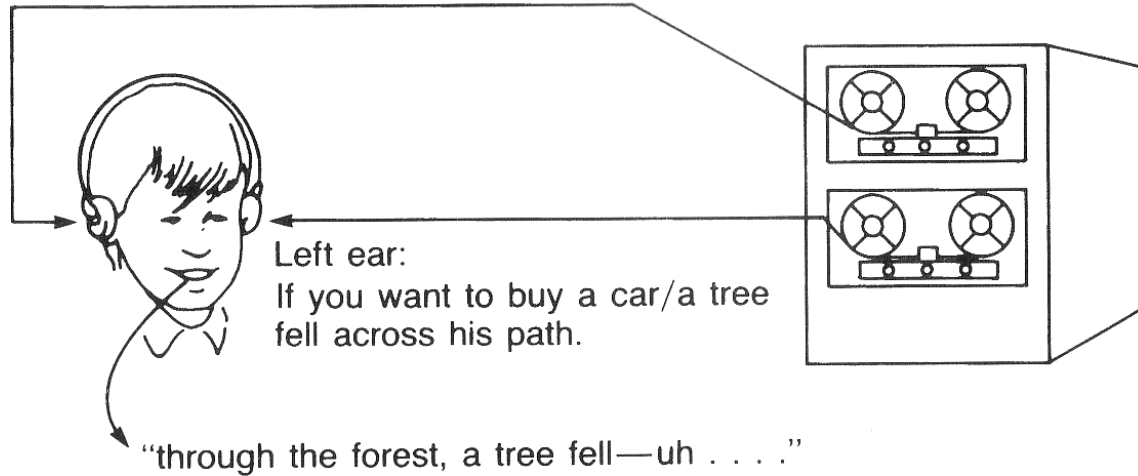 Left ear:
If you want to buy a car/a tree
fell across his path.
“through the forest, a tree fell—uh . . . .”